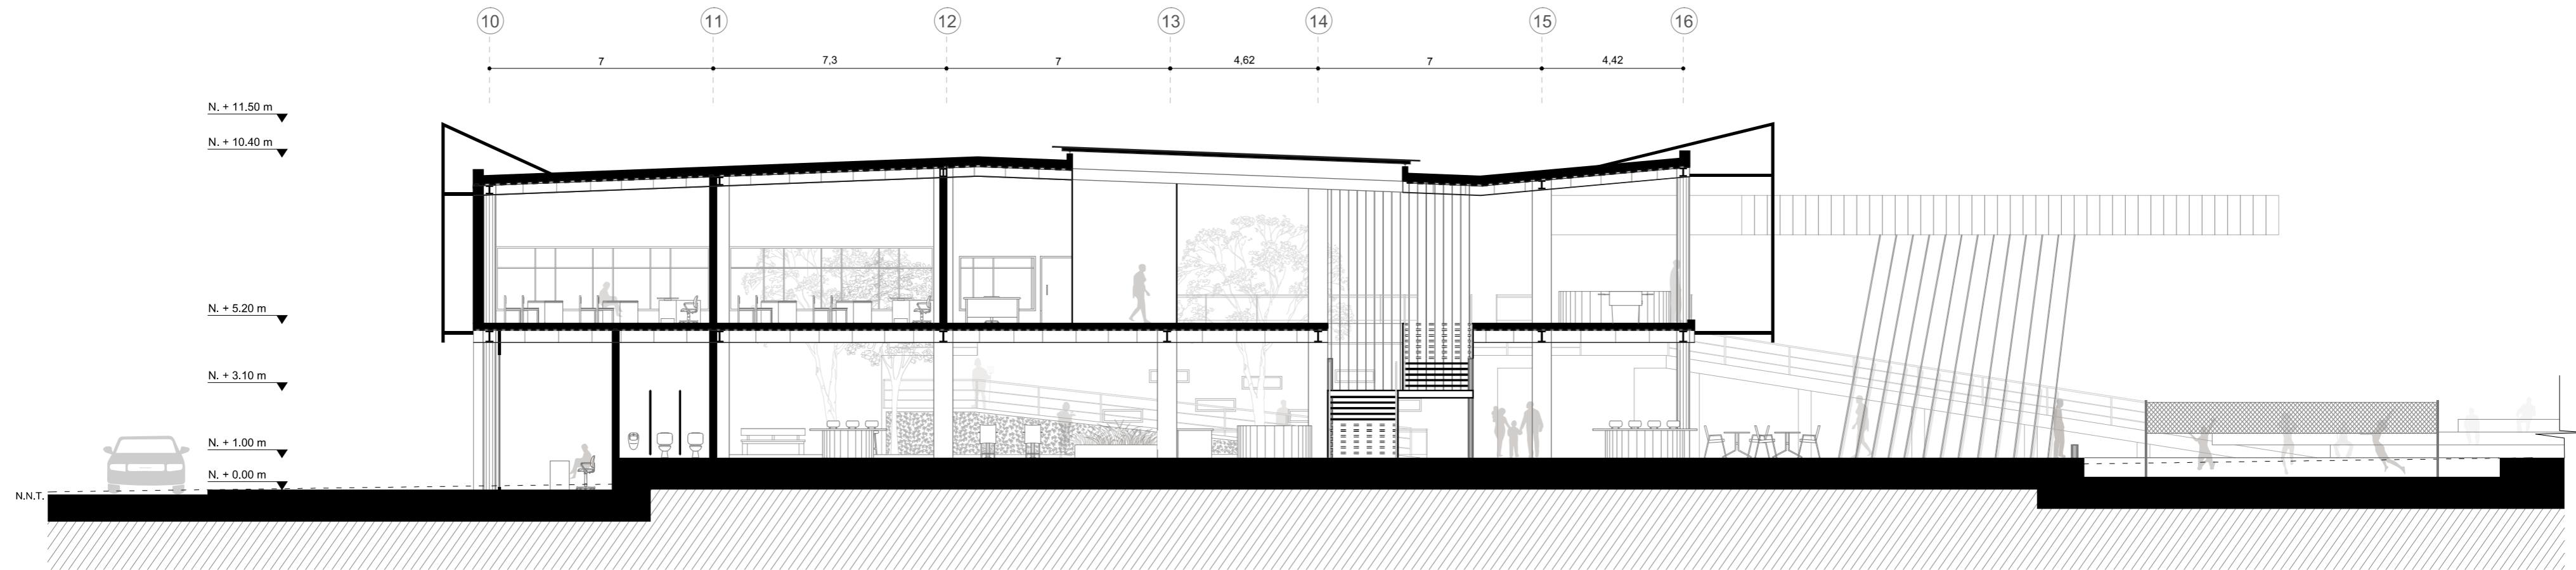 10 11 12 13 14 15 16
7 7,3 7 4,62 7 4,42
N. + 11.50 m
N. + 10.40 m
N. + 5.20 m
N. + 3.10 m
N. + 1.00 m
N. + 0.00 m
N.N.T.